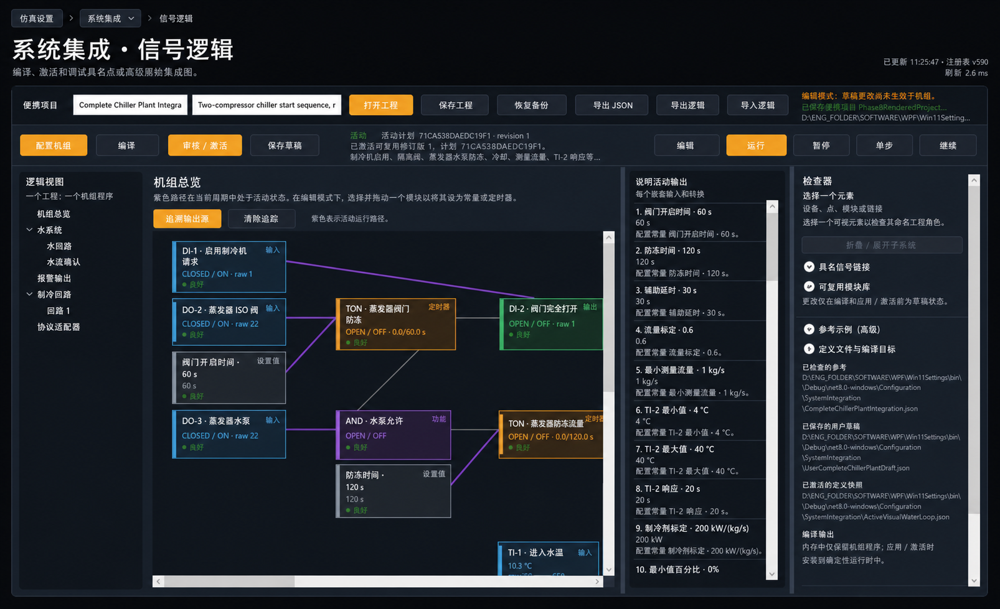 仿真设置
系统集成
信号逻辑
系统集成·信号逻辑
编译、激活和调试具名点或高级原始集成图。
已更新 11:25:47 · 注册表 v590
刷新 2.6 ms
便携项目
Complete Chiller Plant Integra
Two-compressor chiller start sequence, r
打开工程
保存工程
恢复备份
导出 JSON
导出逻辑
导入逻辑
编辑模式：草稿更改尚未生效于机组。
已保存便携项目 PhaseBRenderedProject...
D:\ENG_FOLDER\SOFTWARE\WPF\Win11Setting...
配置机组
编译
审核 / 激活
保存草稿
活动 活动计划 71CA538DAEDC19F1 · revision 1
已激活可复用修订版 1，计划 71CA538DAEDC19F1。
制冷机启用、隔离阀、蒸发器水泵防冻、冷却、测量流量、TI-2 响应等...
编辑
运行
暂停
单步
继续
逻辑视图
一个工程：一个机组程序
机组总览
水系统
水回路
水流确认
报警输出
制冷回路
回路 1
协议适配器
机组总览
紫色路径在当前周期中处于活动状态。在编辑模式下，选择并拖动一个模块以将其设为常量或定时器。
追溯输出源
清除追踪
紫色表示活动运行路径。
DI-1 · 启用制冷机 输入
请求
CLOSED / ON · raw 1
良好
DO-2 · 蒸发器 ISO 阀 输入
CLOSED / ON · raw 22
良好
阀门开启时间 · 设置值
60 s
60 s
良好
DO-3 · 蒸发器水泵 输入
CLOSED / ON · raw 22
良好
TON · 蒸发器阀门 定时器
防冻
OPEN / OFF · 0.0/60.0 s
良好
DI-2 · 阀门完全打开 输出
OPEN / OFF · raw 1
良好
AND · 水泵允许 功能
OPEN / OFF
良好
TON · 蒸发器防冻流量 定时器
OPEN / OFF · 0.0/120.0 s
良好
防冻时间 · 设置值
120 s
120 s
良好
TI-1 · 进入水温 输入
10.3 °C
说明活动输出
每个嵌套输入和转换
1. 阀门开启时间 · 60 s
60 s
配置常量 阀门开启时间 · 60 s。
2. 防冻时间 · 120 s
120 s
配置常量 防冻时间 · 120 s。
3. 辅助延时 · 30 s
30 s
配置常量 辅助延时 · 30 s。
4. 流量标定 · 0.6
0.6
配置常量 流量标定 · 0.6。
5. 最小测量流量 · 1 kg/s
1 kg/s
配置常量 最小测量流量 · 1 kg/s。
6. TI-2 最小值 · 4 °C
4 °C
配置常量 TI-2 最小值 · 4 °C。
7. TI-2 最大值 · 40 °C
40 °C
配置常量 TI-2 最大值 · 40 °C。
8. TI-2 响应 · 20 s
20 s
配置常量 TI-2 响应 · 20 s。
9. 制冷剂标定 · 200 kW/(kg/s)
200 kW
配置常量 制冷剂标定 · 200 kW/(kg/s)。
10. 最小值百分比 · 0%
检查器
选择一个元素
设备、点、模块或链接
选择一个可视元素以检查其命名工程角色。
折叠 / 展开子系统
具名信号链接
可复用模块库
更改仅在编译和应用 / 激活前为草稿状态。
参考示例（高级）
定义文件与编译目标
已检查的参考
D:\ENG_FOLDER\SOFTWARE\WPF\Win11Settings\bin\
\Debug\net8.0-windows\Configuration
\SystemIntegration
\CompleteChillerPlantIntegration.json
已保存的用户草稿
D:\ENG_FOLDER\SOFTWARE\WPF\Win11Settings\bin\
\Debug\net8.0-windows\Configuration
\SystemIntegration
\UserCompleteChillerPlantDraft.json
已激活的定义快照
D:\ENG_FOLDER\SOFTWARE\WPF\Win11Settings\bin\
\Debug\net8.0-windows\Configuration
\SystemIntegration\ActiveVisualWaterLoop.json
编译输出
内存中仅保留机组程序；应用 / 激活时
安装到确定性运行时中。